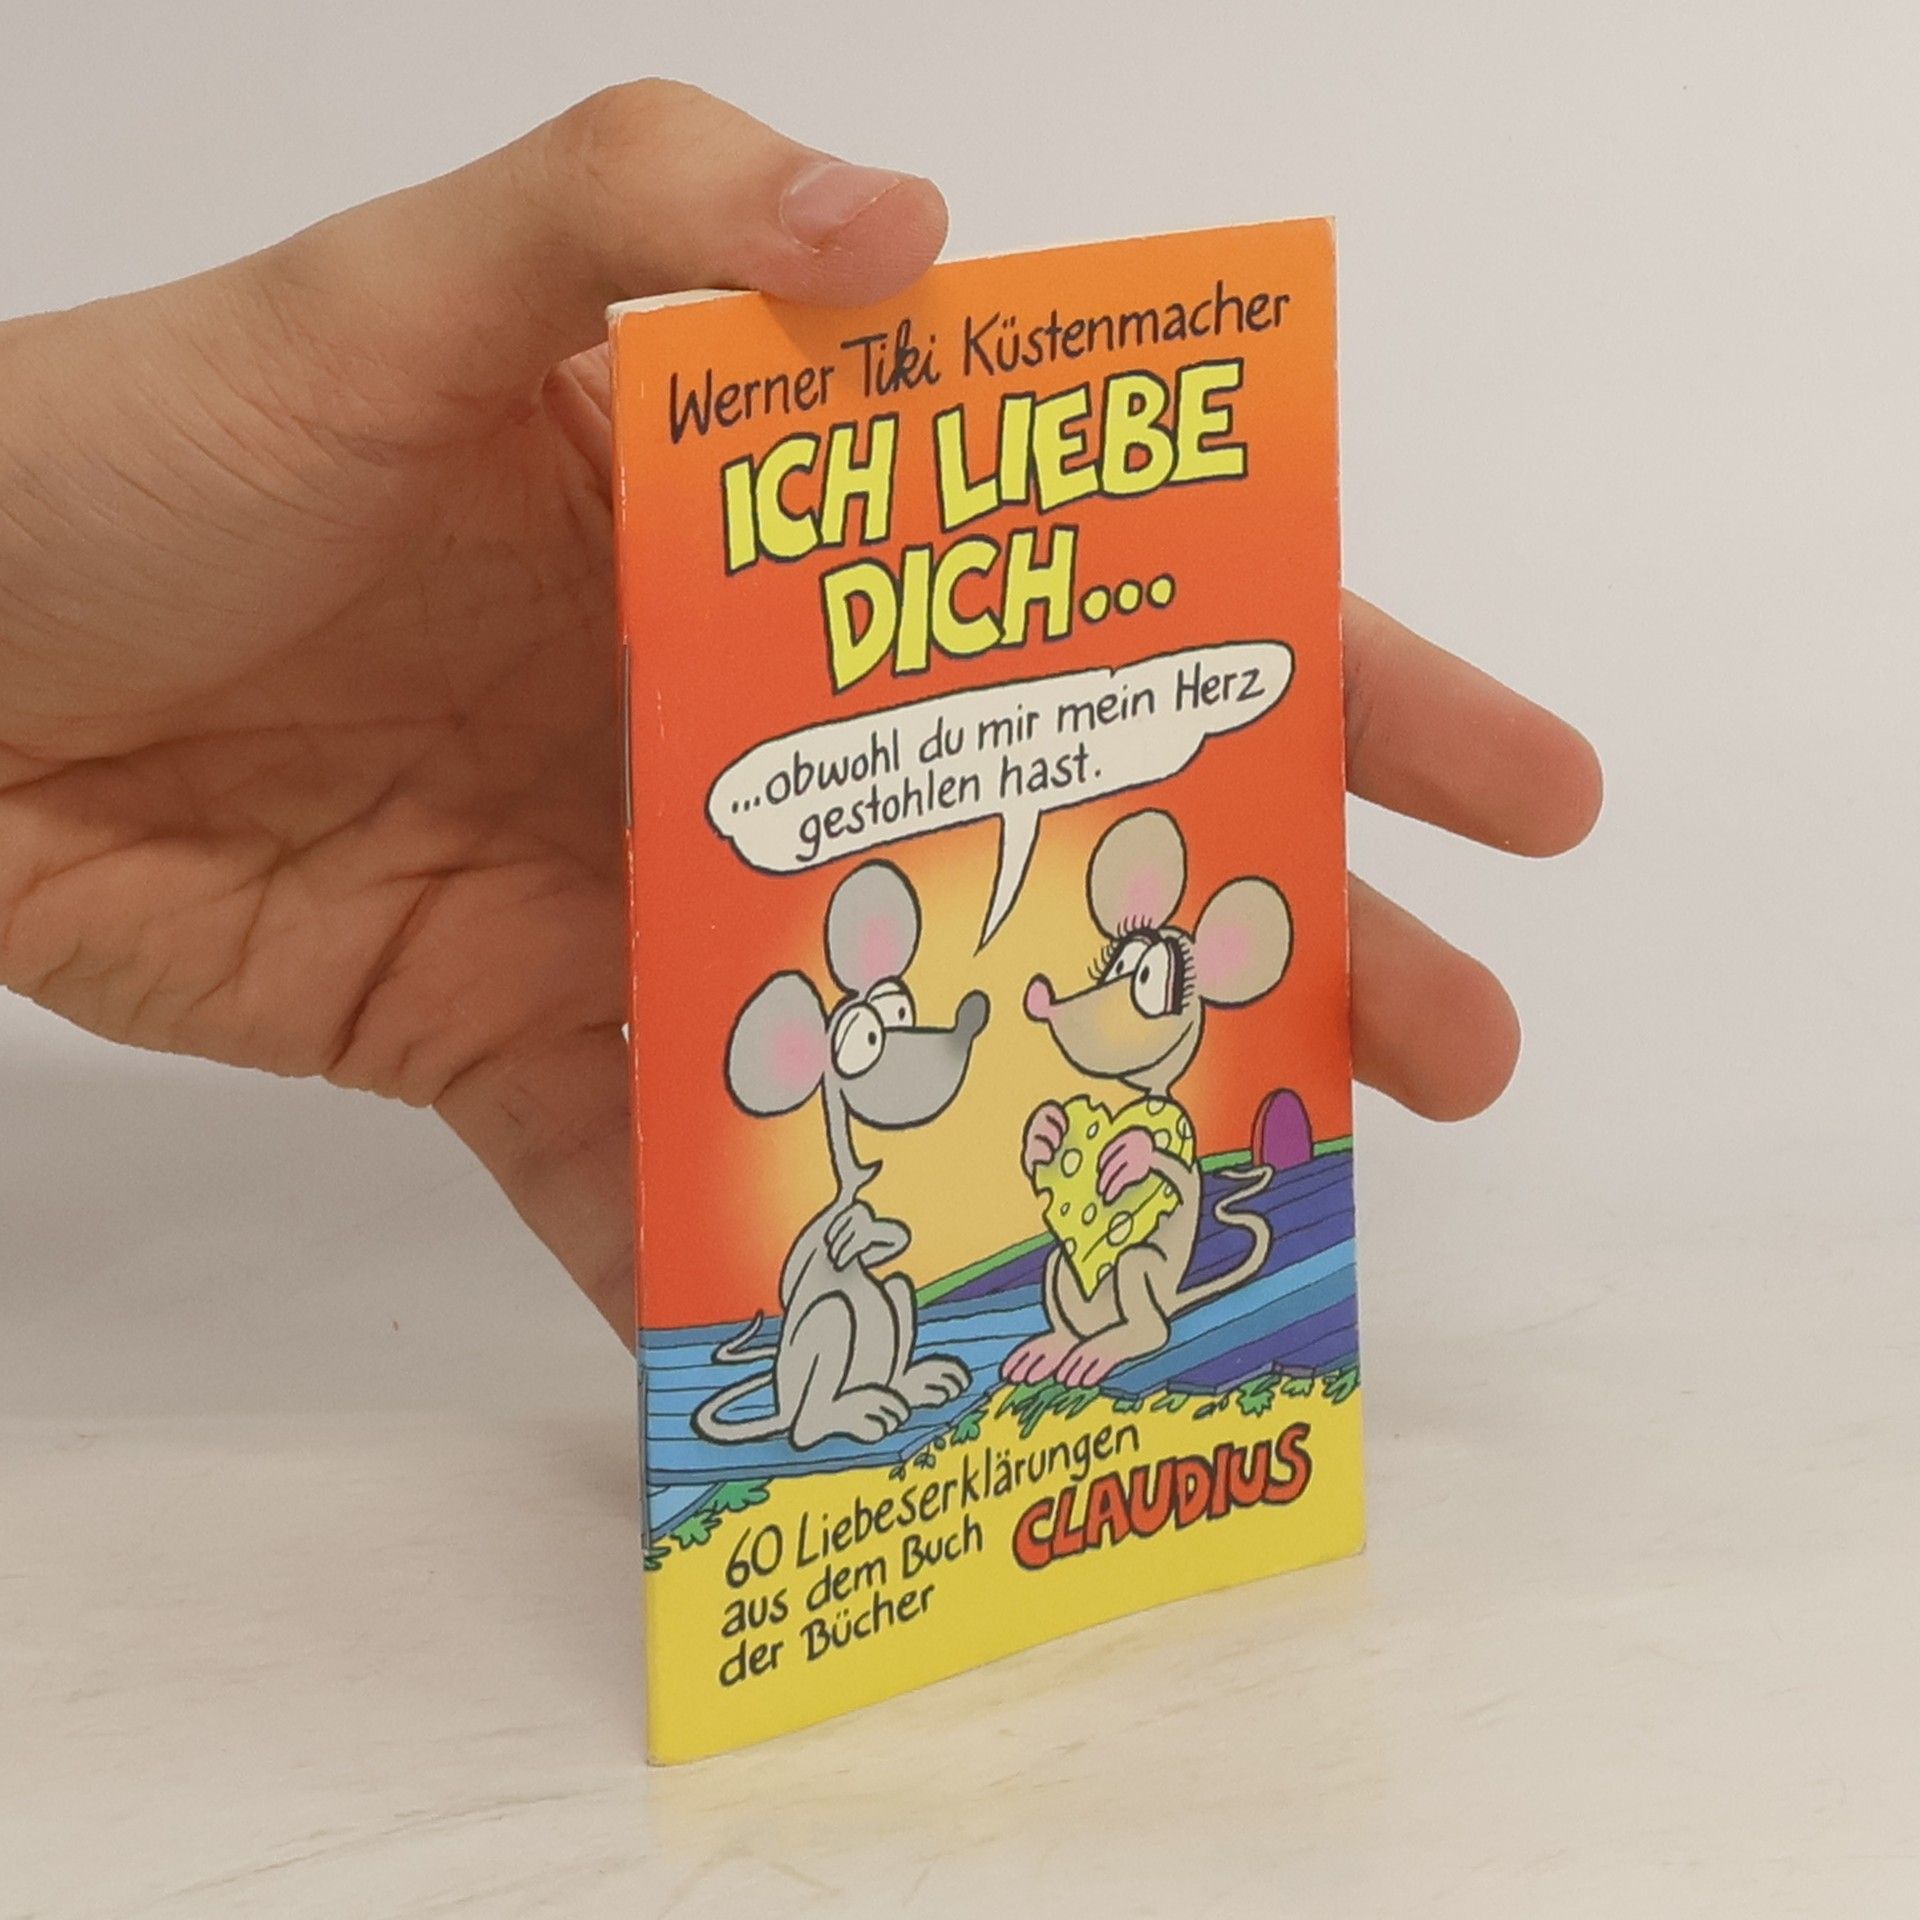 Werner Tiki Küstenmacher
ICH LIEBE
DICH...
...obwohl du mir mein Herz
gestohlen hast.
60 Liebeserklärungen
aus dem Buch
der Bücher
CLAUDIUS